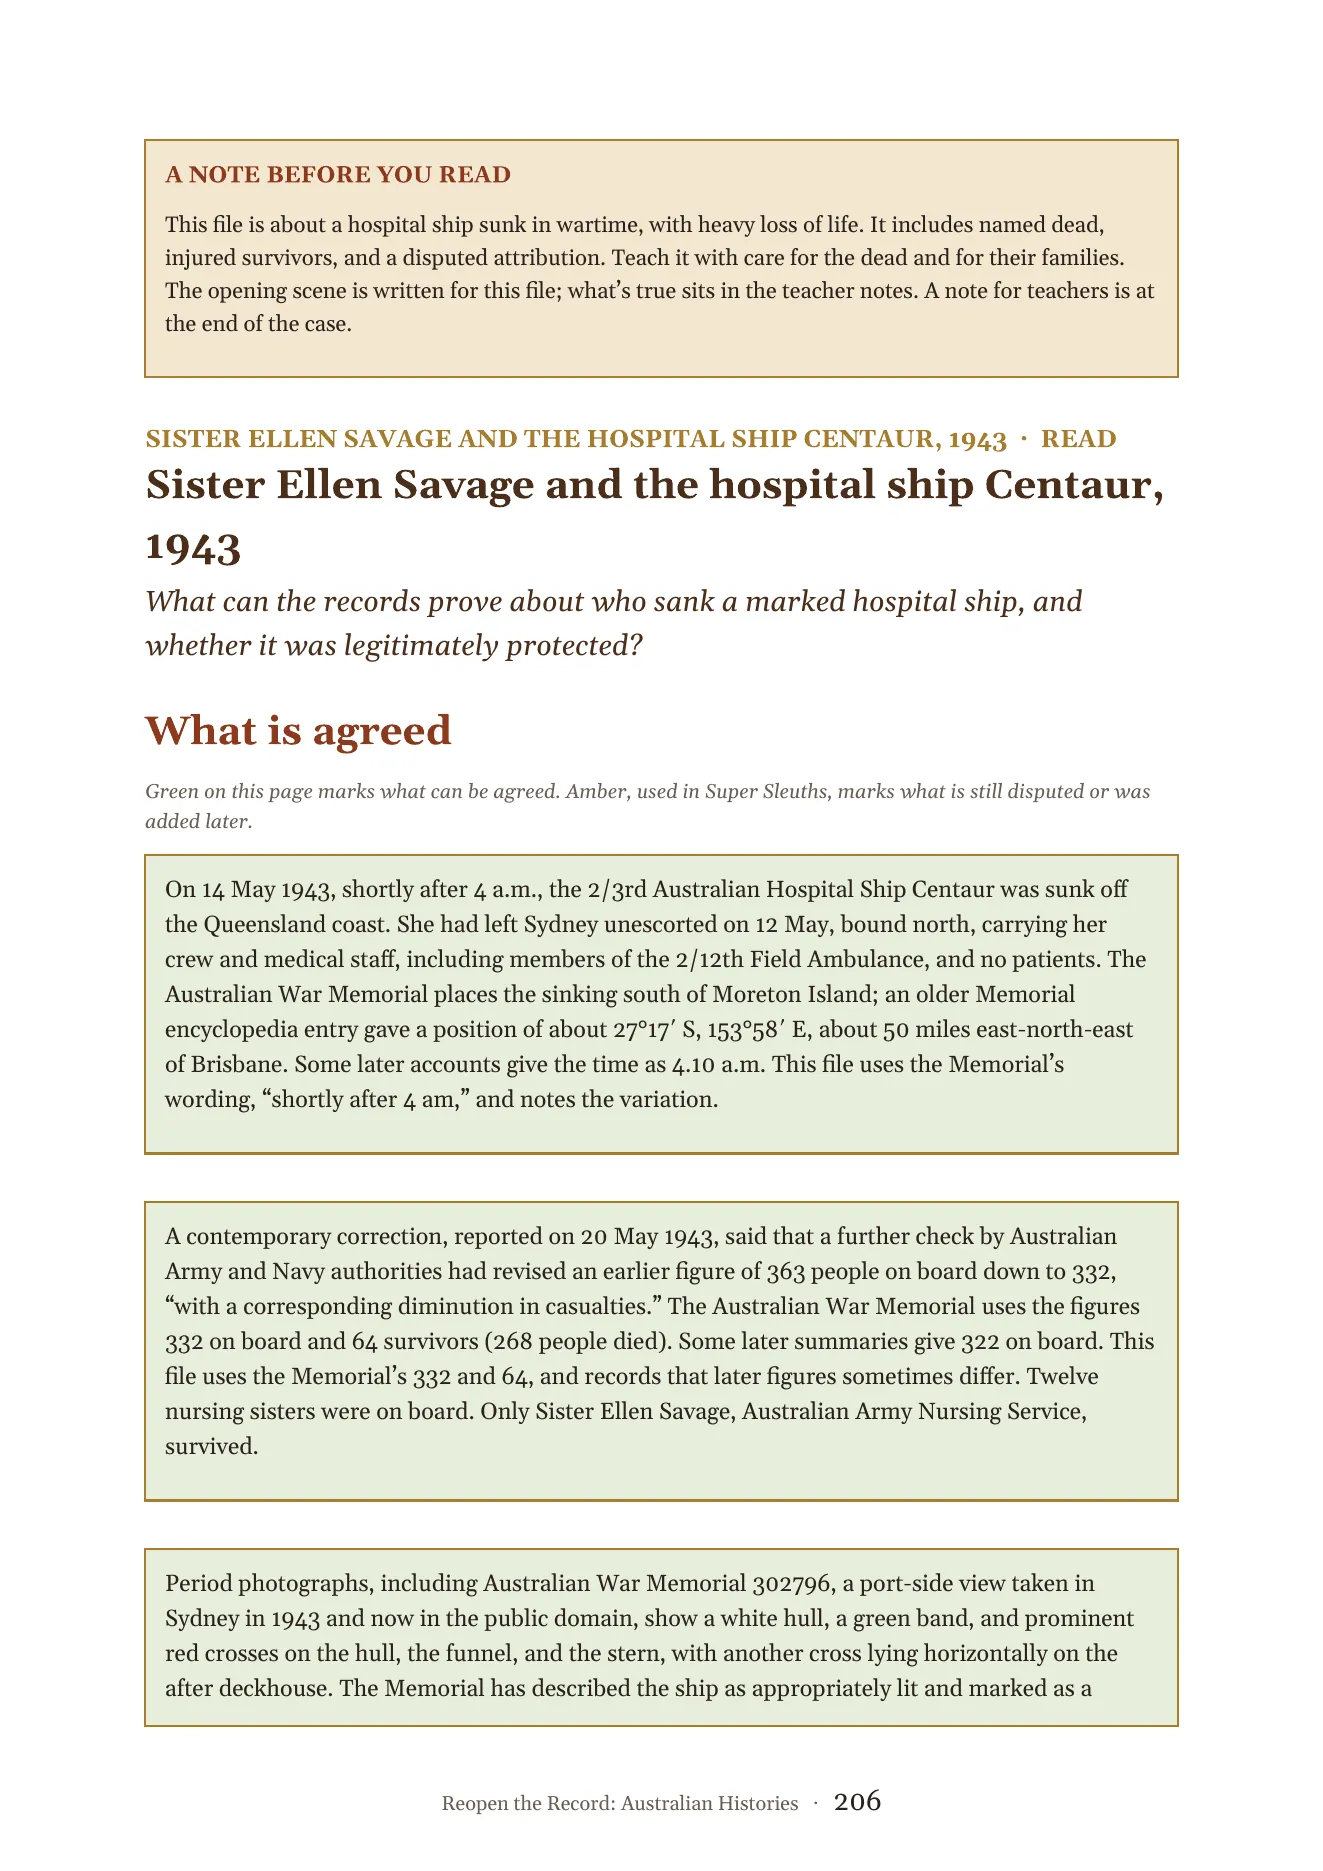 A NOTE BEFORE YOU READ
This file is about a hospital ship sunk in wartime, with heavy loss of life. It includes named dead,
injured survivors, and a disputed attribution. Teach it with care for the dead and for their families.
The opening scene is written for this file; what’s true sits in the teacher notes. A note for teachers is at
the end of the case.
SISTER ELLEN SAVAGE AND THE HOSPITAL SHIP CENTAUR, 1943 · READ
Sister Ellen Savage and the hospital ship Centaur,
1943
What can the records prove about who sank a marked hospital ship, and
whether it was legitimately protected?
What is agreed
Green on this page marks what can be agreed. Amber, used in Super Sleuths, marks what is still disputed or was
added later.
On 14 May 1943, shortly after 4 a.m., the 2/3rd Australian Hospital Ship Centaur was sunk off
the Queensland coast. She had left Sydney unescorted on 12 May, bound north, carrying her
crew and medical staff, including members of the 2/12th Field Ambulance, and no patients. The
Australian War Memorial places the sinking south of Moreton Island; an older Memorial
encyclopedia entry gave a position of about 27°17′ S, 153°58′ E, about 50 miles east-north-east
of Brisbane. Some later accounts give the time as 4.10 a.m. This file uses the Memorial’s
wording, “shortly after 4 am,” and notes the variation.
A contemporary correction, reported on 20 May 1943, said that a further check by Australian
Army and Navy authorities had revised an earlier figure of 363 people on board down to 332,
“with a corresponding diminution in casualties.” The Australian War Memorial uses the figures
332 on board and 64 survivors (268 people died). Some later summaries give 322 on board. This
file uses the Memorial’s 332 and 64, and records that later figures sometimes differ. Twelve
nursing sisters were on board. Only Sister Ellen Savage, Australian Army Nursing Service,
survived.
Period photographs, including Australian War Memorial 302796, a port-side view taken in
Sydney in 1943 and now in the public domain, show a white hull, a green band, and prominent
red crosses on the hull, the funnel, and the stern, with another cross lying horizontally on the
after deckhouse. The Memorial has described the ship as appropriately lit and marked as a
Reopen the Record: Australian Histories · 206